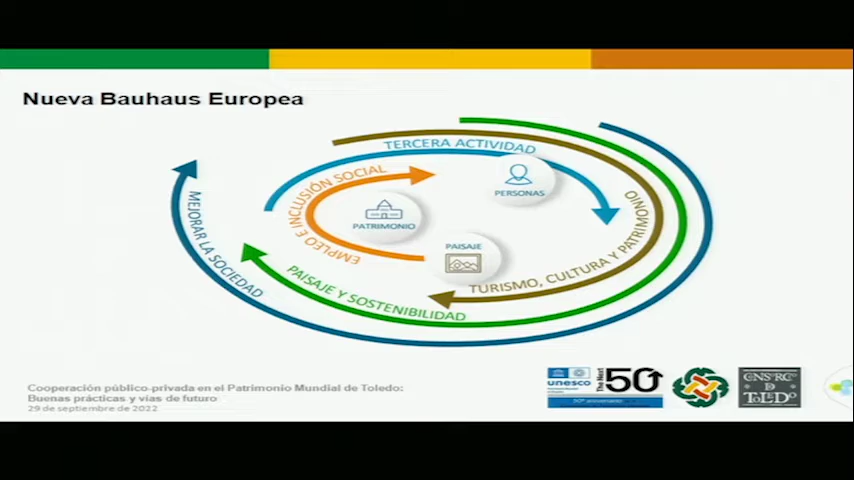 Nueva Bauhaus Europea
TERCERA ACTIVIDAD
EMPLEO E INCLUSIÓN SOCIAL
PERSONAS
PATRIMONIO
PAISAJE
TURISMO, CULTURA Y PATRIMONIO
MEJORAR LA SOCIEDAD
PAISAJE Y SOSTENIBILIDAD
Cooperación público-privada en el Patrimonio Mundial de Toledo:
Buenas prácticas y vías de futuro
29 de septiembre de 2022
unesco
The Next
50
CONSORCIO
D
TOLEDO